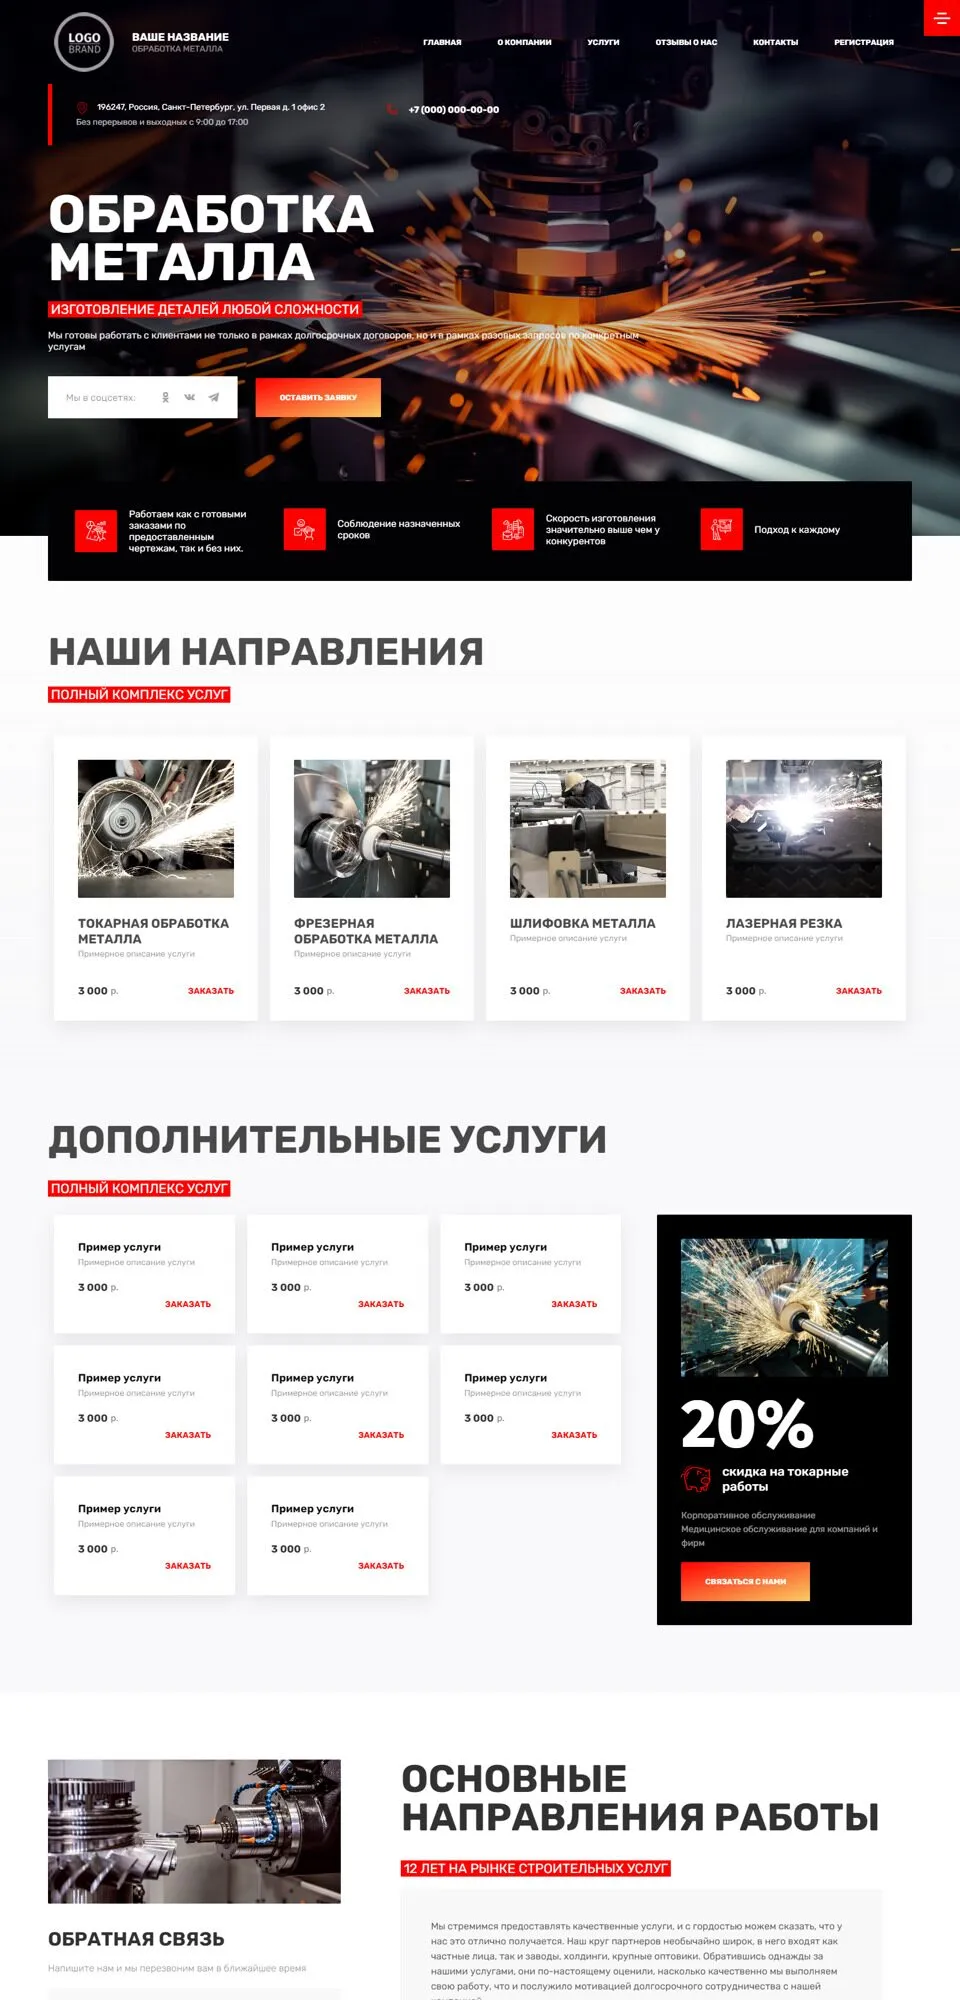 LOGO
BRAND
ВАШЕ НАЗВАНИЕ
ОБРАБОТКА МЕТАЛЛА
ГЛАВНАЯ
О КОМПАНИИ
УСЛУГИ
ОТЗЫВЫ О НАС
КОНТАКТЫ
РЕГИСТРАЦИЯ
196247, Россия, Санкт-Петербург, ул. Первая д. 1 офис 2
Без перерывов и выходных с 9:00 до 17:00
+7 (000) 000-00-00
ОБРАБОТКА
МЕТАЛЛА
ИЗГОТОВЛЕНИЕ ДЕТАЛЕЙ ЛЮБОЙ СЛОЖНОСТИ
Мы готовы работать с клиентами не только в рамках долгосрочных договоров, но и в рамках разовых запросов по конкретным
услугам
Мы в соцсетях:
ОСТАВИТЬ ЗАЯВКУ
Работаем как с готовыми
заказами по
предоставленным
чертежам, так и без них.
Соблюдение назначенных
сроков
Скорость изготовления
значительно выше чем у
конкурентов
Подход к каждому
НАШИ НАПРАВЛЕНИЯ
ПОЛНЫЙ КОМПЛЕКС УСЛУГ
ТОКАРНАЯ ОБРАБОТКА
МЕТАЛЛА
Примерное описание услуги
3 000 р.
ЗАКАЗАТЬ
ФРЕЗЕРНАЯ
ОБРАБОТКА МЕТАЛЛА
Примерное описание услуги
3 000 р.
ЗАКАЗАТЬ
ШЛИФОВКА МЕТАЛЛА
Примерное описание услуги
3 000 р.
ЗАКАЗАТЬ
ЛАЗЕРНАЯ РЕЗКА
Примерное описание услуги
3 000 р.
ЗАКАЗАТЬ
ДОПОЛНИТЕЛЬНЫЕ УСЛУГИ
ПОЛНЫЙ КОМПЛЕКС УСЛУГ
Пример услуги
Примерное описание услуги
3 000 р.
ЗАКАЗАТЬ
Пример услуги
Примерное описание услуги
3 000 р.
ЗАКАЗАТЬ
Пример услуги
Примерное описание услуги
3 000 р.
ЗАКАЗАТЬ
Пример услуги
Примерное описание услуги
3 000 р.
ЗАКАЗАТЬ
Пример услуги
Примерное описание услуги
3 000 р.
ЗАКАЗАТЬ
Пример услуги
Примерное описание услуги
3 000 р.
ЗАКАЗАТЬ
Пример услуги
Примерное описание услуги
3 000 р.
ЗАКАЗАТЬ
Пример услуги
Примерное описание услуги
3 000 р.
ЗАКАЗАТЬ
20%
скидка на токарные
работы
Корпоративное обслуживание
Медицинское обслуживание для компаний и
фирм
СВЯЗАТЬСЯ С НАМИ
ОБРАТНАЯ СВЯЗЬ
Напишите нам и мы перезвоним вам в ближайшее время
ОСНОВНЫЕ
НАПРАВЛЕНИЯ РАБОТЫ
12 ЛЕТ НА РЫНКЕ СТРОИТЕЛЬНЫХ УСЛУГ
Мы стремимся предоставлять качественные услуги, и с гордостью можем сказать, что у
нас это отлично получается. Наш круг партнеров необычайно широк, в него входят как
частные лица, так и заводы, холдинги, крупные оптовики. Обратившись однажды за
нашими услугами, они по-настоящему оценили, насколько качественно мы выполняем
свою работу, что и послужило мотивацией долгосрочного сотрудничества с нашей